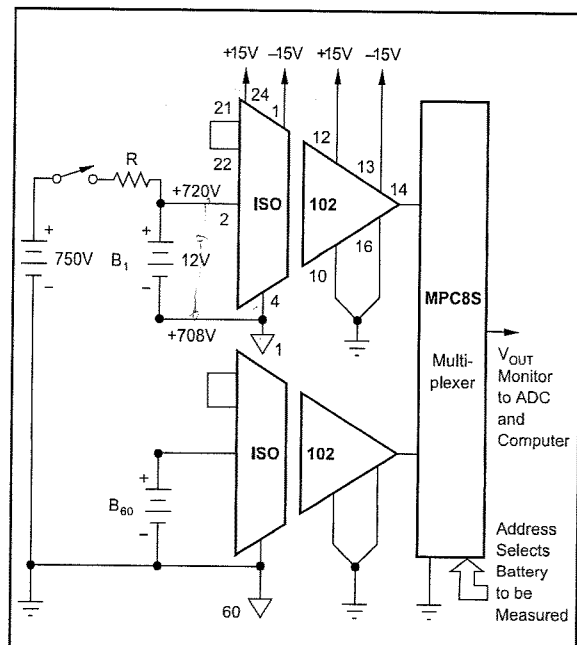 +15V –15V +15V –15V
24
21 1
22 12
R 13
+720V 14
2 ISO 102
750V + B1 + 12V 16
– – 10 MPC8S
4
+708V
1 Multi-
plexer
VOUT
Monitor
to ADC
and
Computer
ISO 102
+
B60
–
Address
Selects
Battery
to be
Measured
60